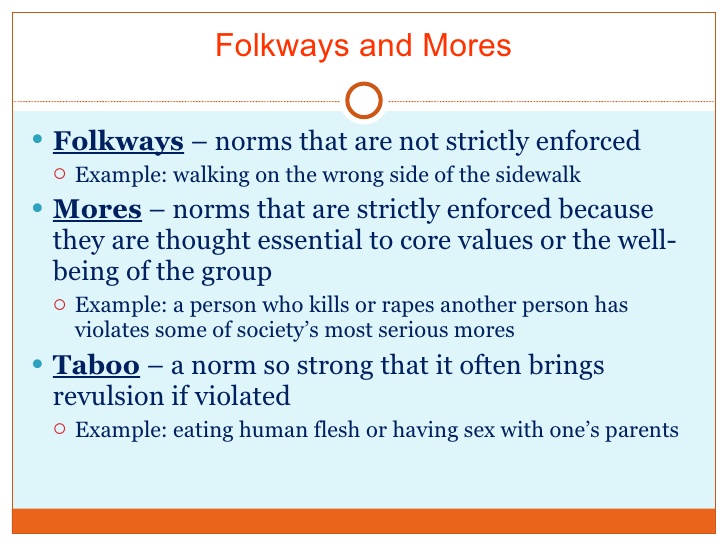 Folkways and Mores
• Folkways – norms that are not strictly enforced
○ Example: walking on the wrong side of the sidewalk
• Mores – norms that are strictly enforced because
they are thought essential to core values or the well-
being of the group
○ Example: a person who kills or rapes another person has
violates some of society’s most serious mores
• Taboo – a norm so strong that it often brings
revulsion if violated
○ Example: eating human flesh or having sex with one’s parents